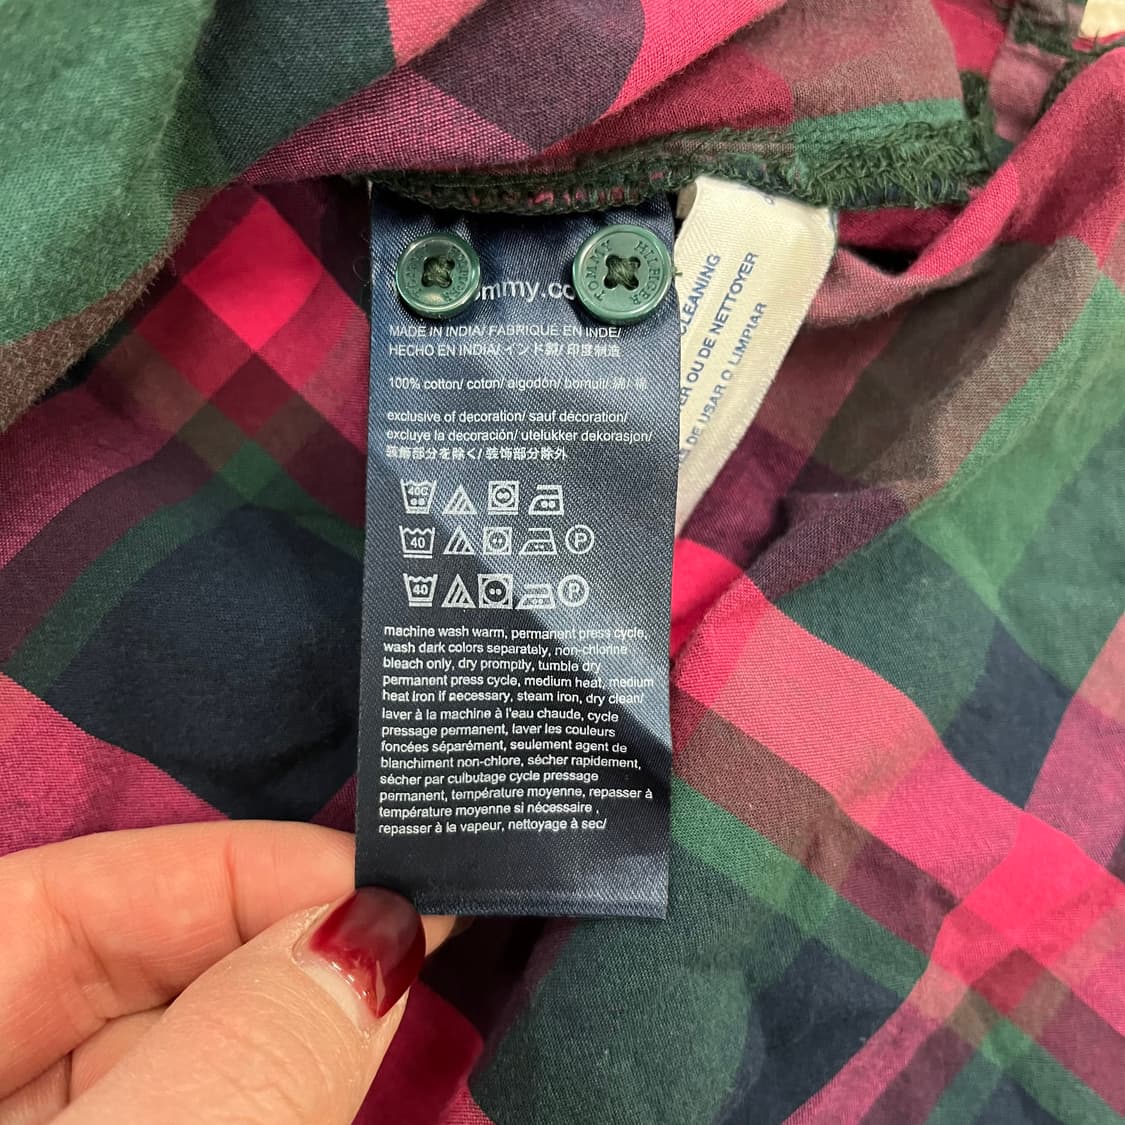 TOMMY HILFIGER
MADE IN INDIA/ FABRIQUE EN INDE/
HECHO EN INDIA/ インド製/ 印度制造
100% cotton/ coton/ algodón/ bomull/ 綿/ 棉
exclusive of decoration/ sauf décoration/
excluye la decoración/ utelukker dekorasjon/
装飾部分を除く/ 装饰部分除外
40C
40 P
40 P
machine wash warm, permanent press cycle,
wash dark colors separately, non-chlorine
bleach only, dry promptly, tumble dry
permanent press cycle, medium heat, medium
heat iron if necessary, steam iron, dry clean/
laver à la machine à l'eau chaude, cycle
pressage permanent, laver les couleurs
foncées séparément, seulement agent de
blanchiment non-chlore, sécher rapidement,
sécher par culbutage cycle pressage
permanent, température moyenne, repasser à
température moyenne si nécessaire ,
repasser à la vapeur, nettoyage à sec/
CLEANING
OU DE NETTOYER
DE USAR O LIMPIAR